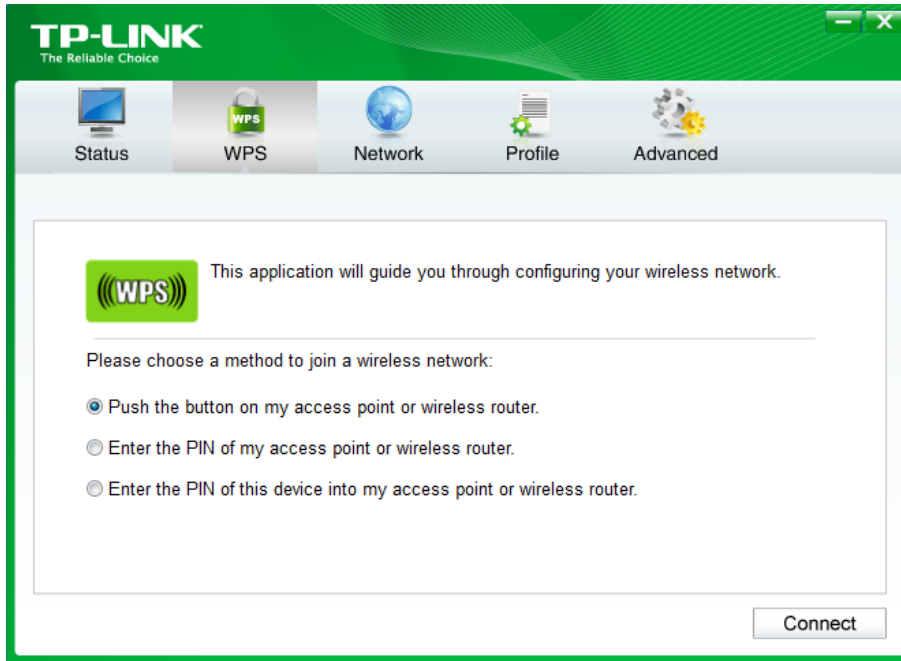 TP-LINK
The Reliable Choice
WPS
Status
WPS
Network
Profile
Advanced
(((WPS)))
This application will guide you through configuring your wireless network.
Please choose a method to join a wireless network:
Push the button on my access point or wireless router.
Enter the PIN of my access point or wireless router.
Enter the PIN of this device into my access point or wireless router.
Connect